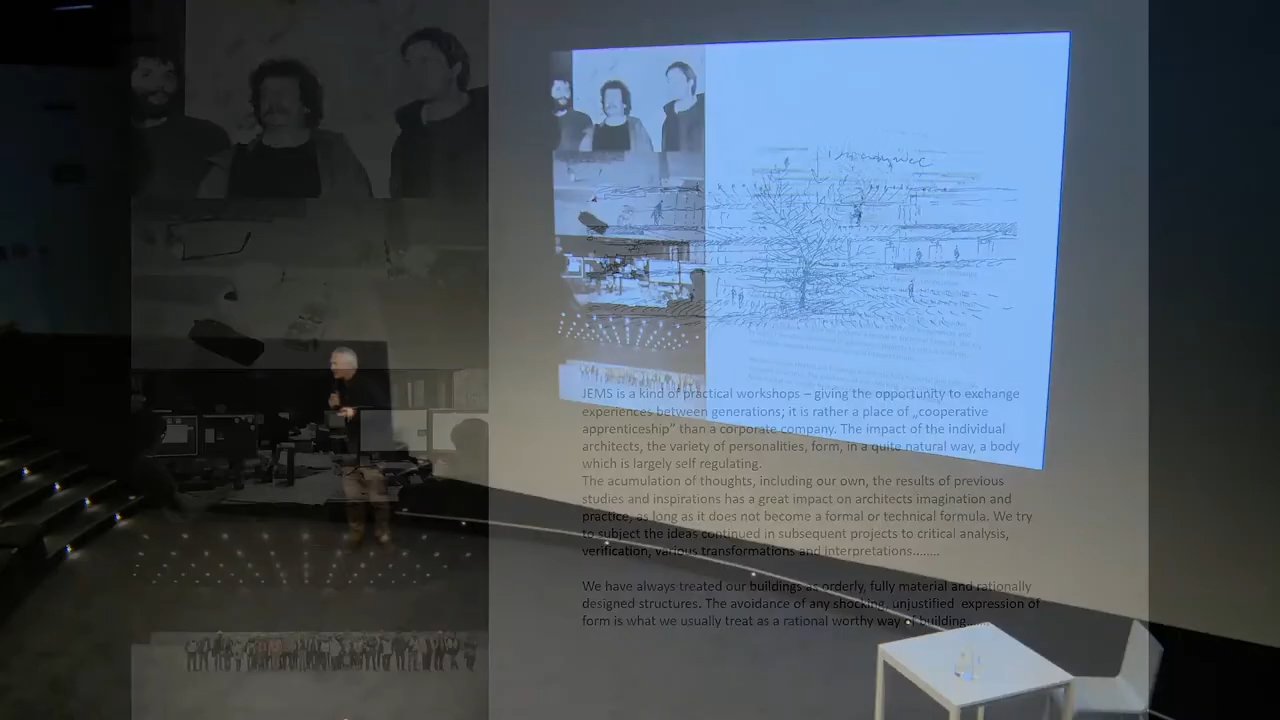 JEMS is a kind of practical workshops – giving the opportunity to exchange
experiences between generations; it is rather a place of „cooperative
apprenticeship” than a corporate company. The impact of the individual
architects, the variety of personalities, form, in a quite natural way, a body
which is largely self regulating.
The acumulation of thoughts, including our own, the results of previous
studies and inspirations has a great impact on architects imagination and
practice, as long as it does not become a formal or technical formula. We try
to subject the ideas continued in subsequent projects to critical analysis,
verification, various transformations and interpretations........
We have always treated our buildings as orderly, fully material and rationally
designed structures. The avoidance of any shocking, unjustified expression of
form is what we usually treat as a rational worthy way of building......